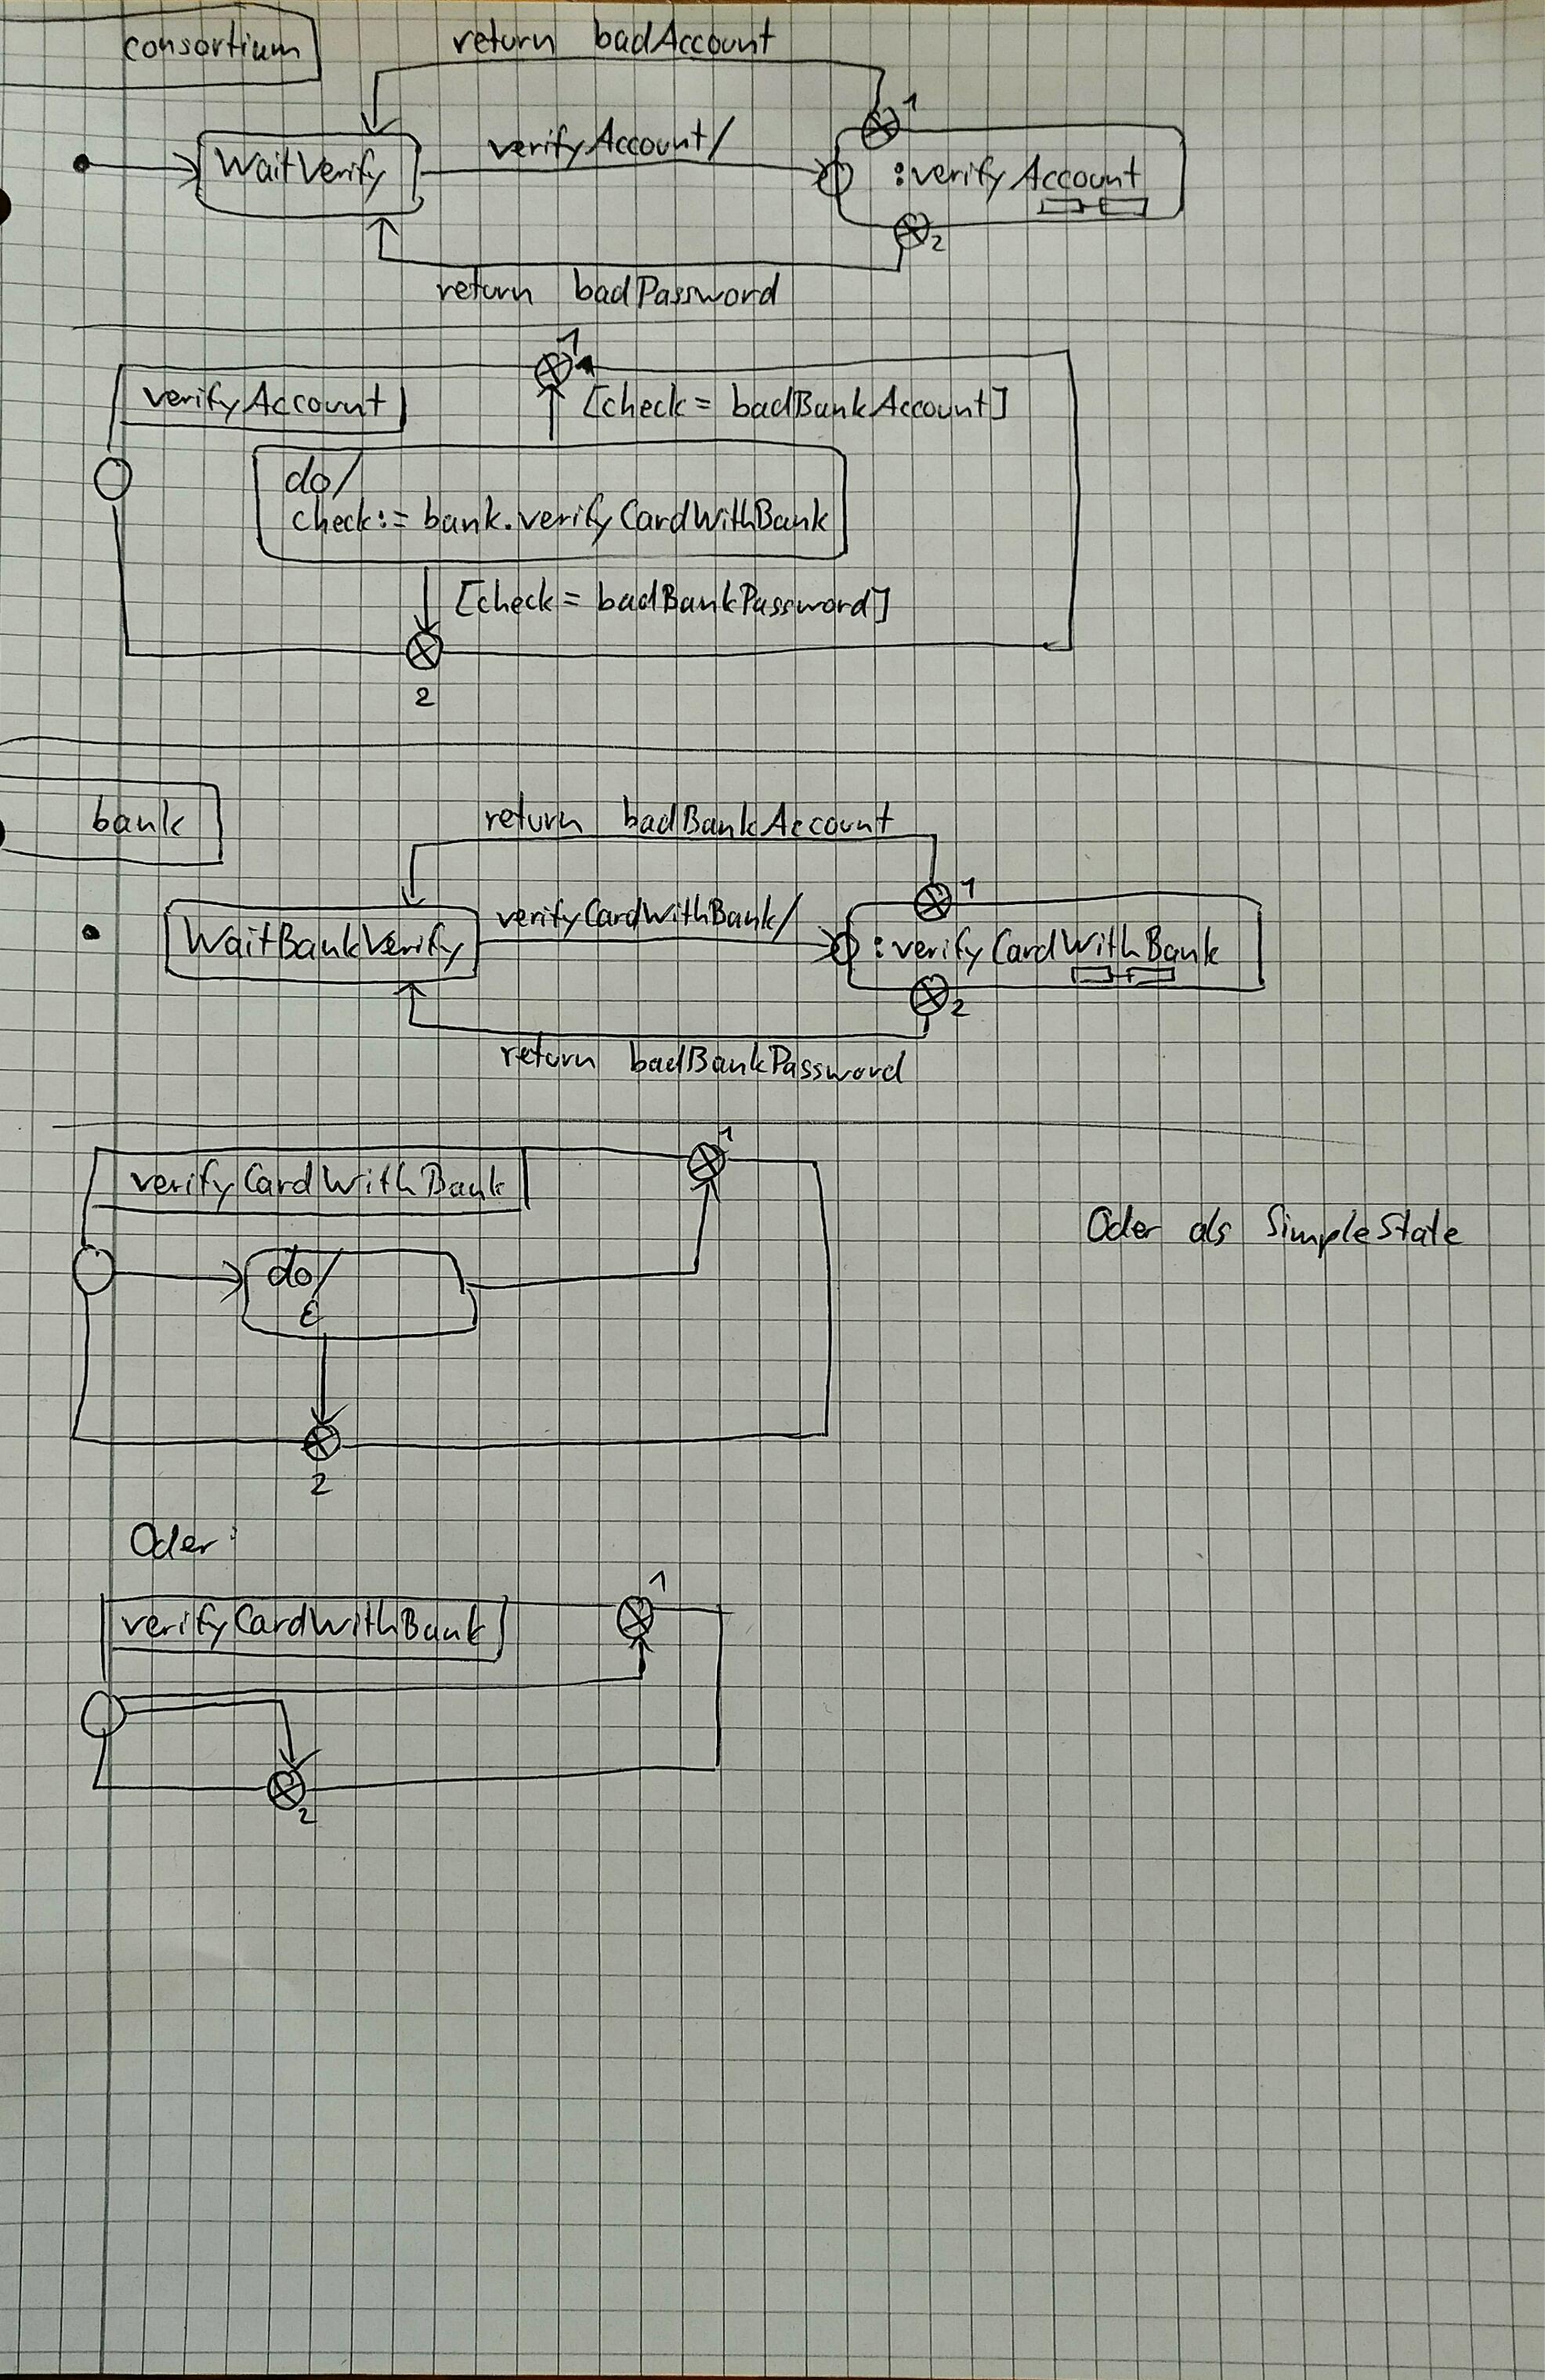 consortium
return badAccount
1
WaitVerify
verifyAccount/
:verifyAccount
2
return badPassword
1
verifyAccount
[check = badBankAccount]
do/
check := bank.verifyCardWithBank
[check = badBankPassword]
2
bank
return badBankAccount
1
WaitBankVerify
verifyCardWithBank/
:verifyCardWithBank
2
return badBankPassword
1
verifyCardWithBank
Oder als SimpleState
do/
ε
2
Oder:
1
verifyCardWithBank
2